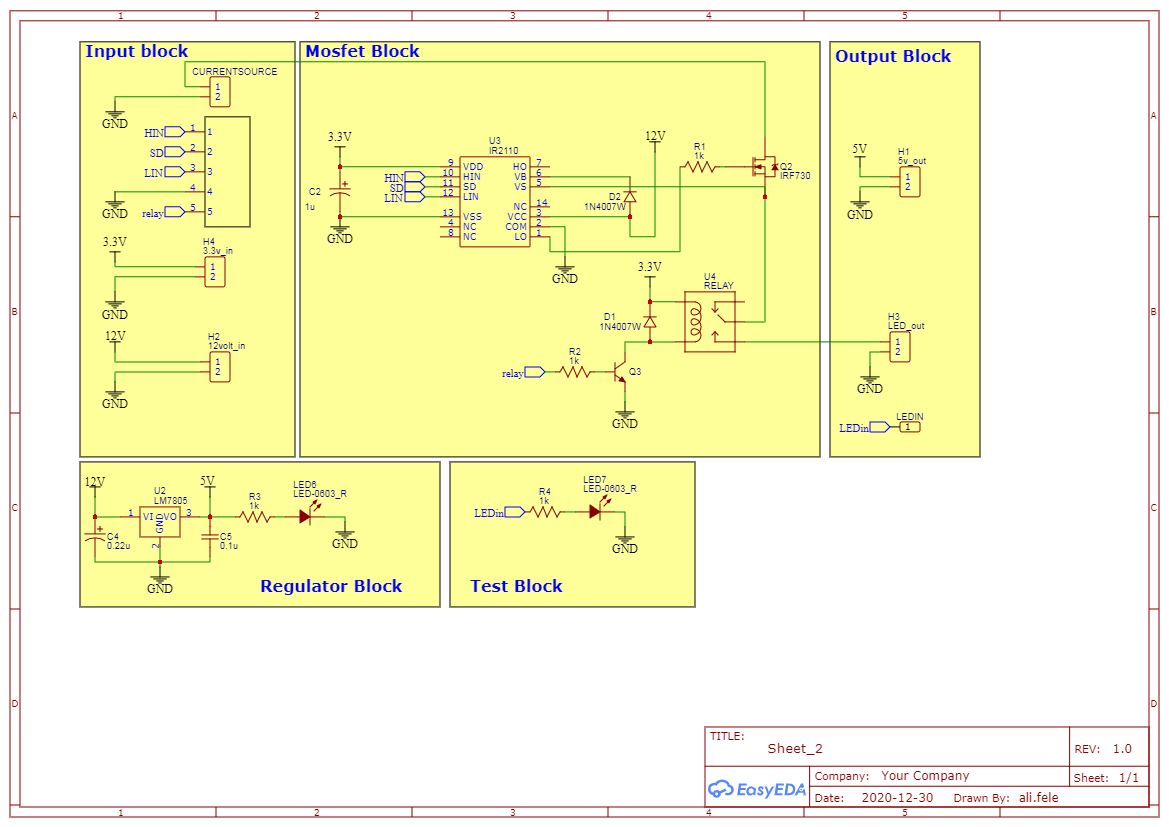 1 2 3 4 5
A A
B B
C C
D D
1 2 3 4 5
Input block
CURRENTSOURCE
1
2
GND
HIN 1 1
SD 2 2
LIN 3 3
4 4
GND
relay 5 5
3.3V
H4
3.3v_in
1
2
GND
12V
H2
12volt_in
1
2
GND
Mosfet Block
3.3V
C2
1u
GND
U3
IR2110
HIN
SD
LIN
9 VDD
10 HIN
11 SD
12 LIN
13 VSS
4 NC
8 NC
HO 7
VB 6
VS 5
NC 14
VCC 3
COM 2
LO 1
GND
12V
D2
1N4007W
R1
1k
Q2
IRF730
3.3V
U4
RELAY
D1
1N4007W
relay
R2
1k
Q3
GND
Output Block
5V
H1
5v_out
1
2
GND
H3
LED_out
1
2
GND
LEDin
LEDIN
1
12V
U2
LM7805
1 VI GND VO 3
2
C4
0.22u
5V
C5
0.1u
GND
R3
1k
LED6
LED-0603_R
GND
Regulator Block
LEDin
R4
1k
LED7
LED-0603_R
GND
Test Block
TITLE:
Sheet_2
REV: 1.0
EasyEDA
Company: Your Company
Sheet: 1/1
Date: 2020-12-30 Drawn By: ali.fele